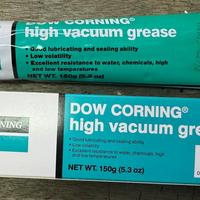 DOW CORNING®
high vacuum grease
• Good lubricating and sealing ability
• Low volatility
• Excellent resistance to water, chemicals, high
and low temperatures
NET WT. 150g (5.3 oz)
NING
DOW CORNING®
high vacuum gre
• Good lubricating and sealing ability
• Low volatility
• Excellent resistance to water, chemicals, high
and low temperatures
NET WT. 150g (5.3 oz)